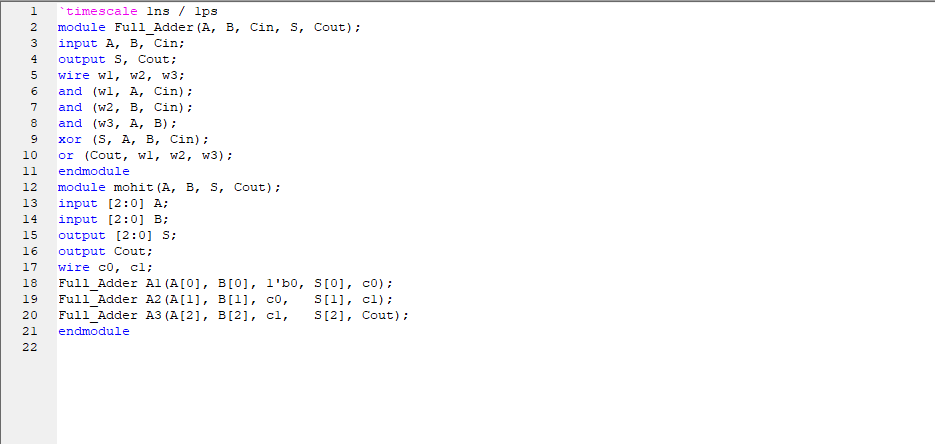 1 `timescale 1ns / 1ps
2 module Full_Adder(A, B, Cin, S, Cout);
3 input A, B, Cin;
4 output S, Cout;
5 wire w1, w2, w3;
6 and (w1, A, Cin);
7 and (w2, B, Cin);
8 and (w3, A, B);
9 xor (S, A, B, Cin);
10 or (Cout, w1, w2, w3);
11 endmodule
12 module mohit(A, B, S, Cout);
13 input [2:0] A;
14 input [2:0] B;
15 output [2:0] S;
16 output Cout;
17 wire c0, c1;
18 Full_Adder A1(A[0], B[0], 1'b0, S[0], c0);
19 Full_Adder A2(A[1], B[1], c0,   S[1], c1);
20 Full_Adder A3(A[2], B[2], c1,   S[2], Cout);
21 endmodule
22